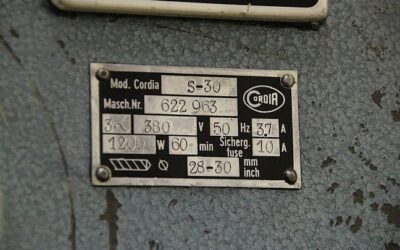 Mod. Cordia S-30
CORDIA
Masch.Nr. 622 963
3x 380 V 50 Hz 3,7 A
1200 W 60 min Sicherg. fuse 10 A
28-30 mm inch